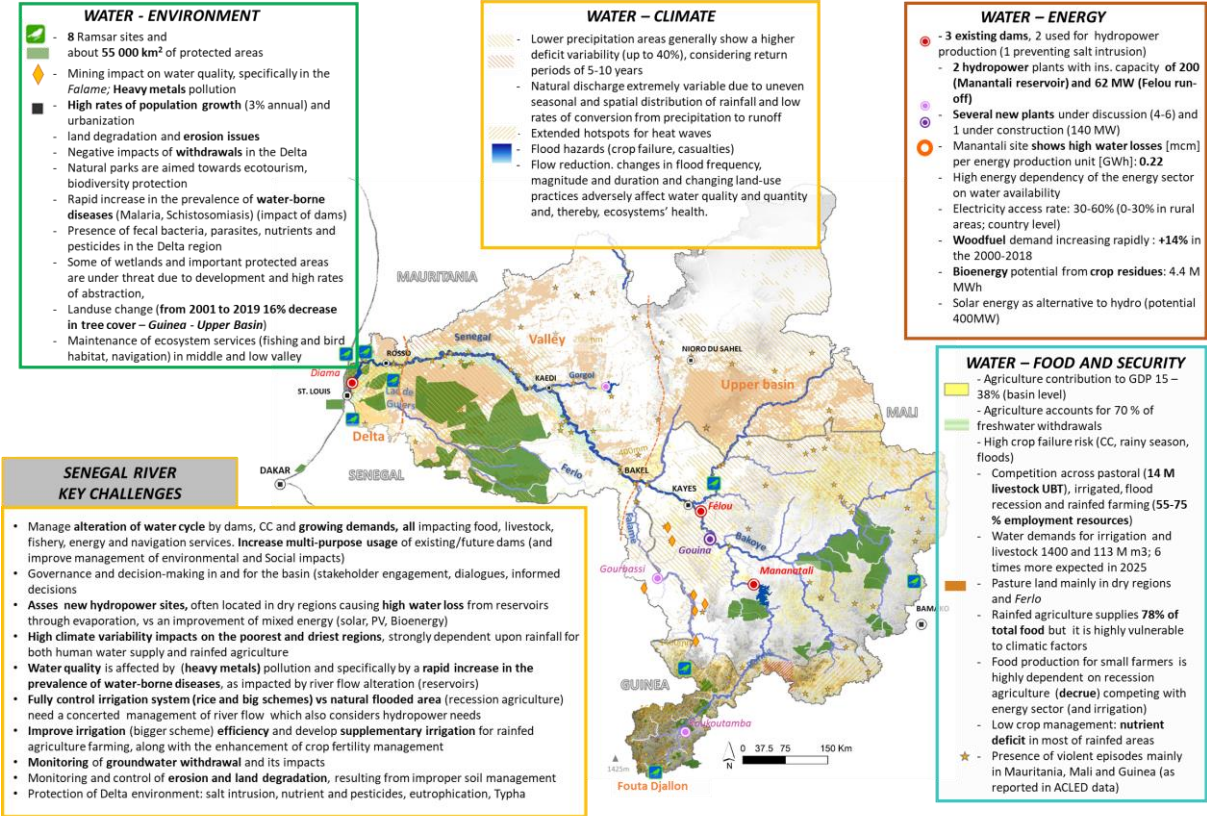 WATER - ENVIRONMENT
- 8 Ramsar sites and
about 55 000 km² of protected areas
- Mining impact on water quality, specifically in the
Falame; Heavy metals pollution
- High rates of population growth (3% annual) and
urbanization
- land degradation and erosion issues
- Negative impacts of withdrawals in the Delta
- Natural parks are aimed towards ecotourism,
biodiversity protection
- Rapid increase in the prevalence of water-borne
diseases (Malaria, Schistosomiasis) (impact of dams)
- Presence of fecal bacteria, parasites, nutrients and
pesticides in the Delta region
- Some of wetlands and important protected areas
are under threat due to development and high rates
of abstraction,
- Landuse change (from 2001 to 2019 16% decrease
in tree cover – Guinea - Upper Basin)
- Maintenance of ecosystem services (fishing and bird
habitat, navigation) in middle and low valley
WATER – CLIMATE
- Lower precipitation areas generally show a higher
deficit variability (up to 40%), considering return
periods of 5-10 years
- Natural discharge extremely variable due to uneven
seasonal and spatial distribution of rainfall and low
rates of conversion from precipitation to runoff
- Extended hotspots for heat waves
- Flood hazards (crop failure, casualties)
- Flow reduction. changes in flood frequency,
magnitude and duration and changing land-use
practices adversely affect water quality and quantity
and, thereby, ecosystems' health.
WATER – ENERGY
- 3 existing dams, 2 used for hydropower
production (1 preventing salt intrusion)
- 2 hydropower plants with ins. capacity of 200
(Manantali reservoir) and 62 MW (Felou run-
off)
- Several new plants under discussion (4-6) and
1 under construction (140 MW)
- Manantali site shows high water losses [mcm]
per energy production unit [GWh]: 0.22
- High energy dependency of the energy sector
on water availability
- Electricity access rate: 30-60% (0-30% in rural
areas; country level)
- Woodfuel demand increasing rapidly : +14% in
the 2000-2018
- Bioenergy potential from crop residues: 4.4 M
MWh
- Solar energy as alternative to hydro (potential
400MW)
WATER – FOOD AND SECURITY
- Agriculture contribution to GDP 15 –
38% (basin level)
- Agriculture accounts for 70 % of
freshwater withdrawals
- High crop failure risk (CC, rainy season,
floods)
- Competition across pastoral (14 M
livestock UBT), irrigated, flood
recession and rainfed farming (55-75
% employment resources)
- Water demands for irrigation and
livestock 1400 and 113 M m3; 6
times more expected in 2025
- Pasture land mainly in dry regions
and Ferlo
- Rainfed agriculture supplies 78% of
total food but it is highly vulnerable
to climatic factors
- Food production for small farmers is
highly dependent on recession
agriculture (decrue) competing with
energy sector (and irrigation)
- Low crop management: nutrient
deficit in most of rainfed areas
- Presence of violent episodes mainly
in Mauritania, Mali and Guinea (as
reported in ACLED data)
MAURITANIA
Senegal
Valley
ROSSO
NIORO DU SAHEL
Diama
KAEDI
Gorgol
Upper basin
ST. LOUIS
Lac de
Guiers
MALI
Delta
400mm
SENEGAL
Ferlo
BAKEL
DAKAR
KAYES
Félou
Falame
Gouina
Bakoye
Gourbassi
Mananatali
BAMAKO
GUINEA
Koukoutamba
0 37.5 75 150 Km
N
1425m
Fouta Djallon
SENEGAL RIVER
KEY CHALLENGES
• Manage alteration of water cycle by dams, CC and growing demands, all impacting food, livestock,
fishery, energy and navigation services. Increase multi-purpose usage of existing/future dams (and
improve management of environmental and Social impacts)
• Governance and decision-making in and for the basin (stakeholder engagement, dialogues, informed
decisions
• Asses new hydropower sites, often located in dry regions causing high water loss from reservoirs
through evaporation, vs an improvement of mixed energy (solar, PV, Bioenergy)
• High climate variability impacts on the poorest and driest regions, strongly dependent upon rainfall for
both human water supply and rainfed agriculture
• Water quality is affected by (heavy metals) pollution and specifically by a rapid increase in the
prevalence of water-borne diseases, as impacted by river flow alteration (reservoirs)
• Fully control irrigation system (rice and big schemes) vs natural flooded area (recession agriculture)
need a concerted management of river flow which also considers hydropower needs
• Improve irrigation (bigger scheme) efficiency and develop supplementary irrigation for rainfed
agriculture farming, along with the enhancement of crop fertility management
• Monitoring of groundwater withdrawal and its impacts
• Monitoring and control of erosion and land degradation, resulting from improper soil management
• Protection of Delta environment: salt intrusion, nutrient and pesticides, eutrophication, Typha